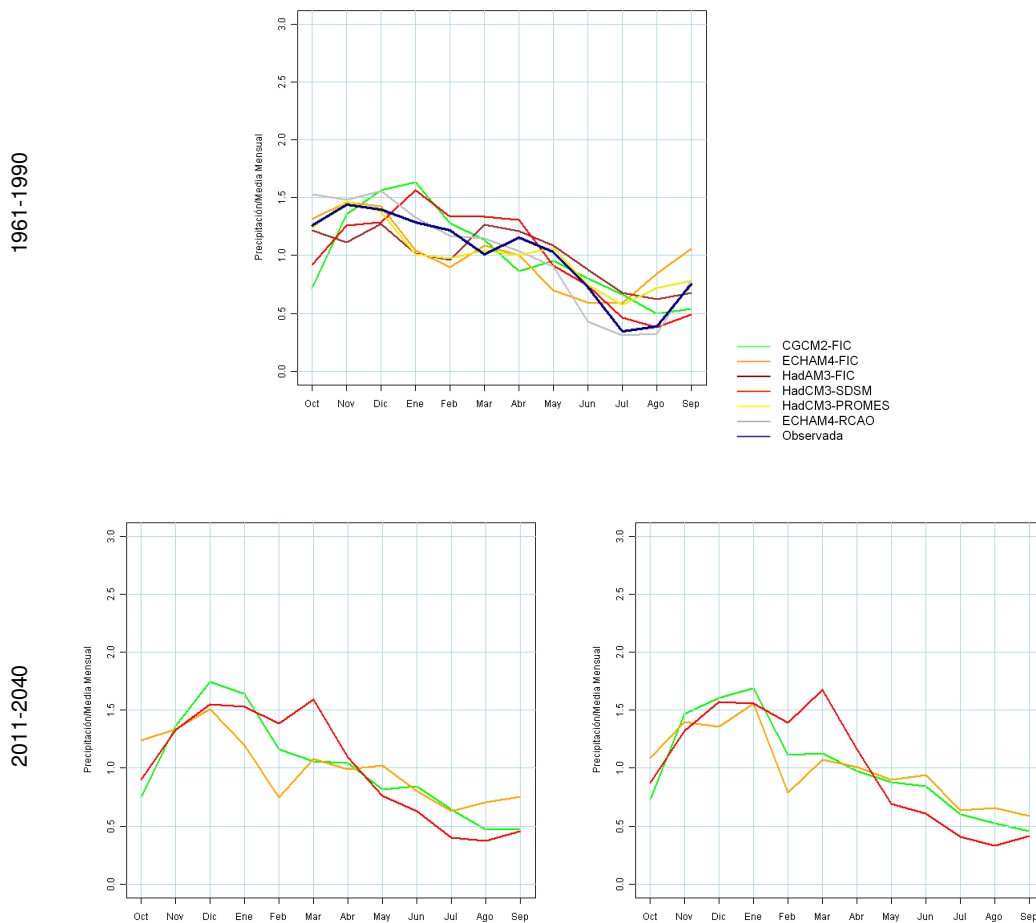 1961-1990
Precipitación/Media Mensual
3.0
2.5
2.0
1.5
1.0
0.5
0.0
Oct Nov Dic Ene Feb Mar Abr May Jun Jul Ago Sep
CGCM2-FIC
ECHAM4-FIC
HadAM3-FIC
HadCM3-SDSM
HadCM3-PROMES
ECHAM4-RCAO
Observada
2011-2040
Precipitación/Media Mensual
3.0
2.5
2.0
1.5
1.0
0.5
0.0
Oct Nov Dic Ene Feb Mar Abr May Jun Jul Ago Sep
Precipitación/Media Mensual
3.0
2.5
2.0
1.5
1.0
0.5
0.0
Oct Nov Dic Ene Feb Mar Abr May Jun Jul Ago Sep